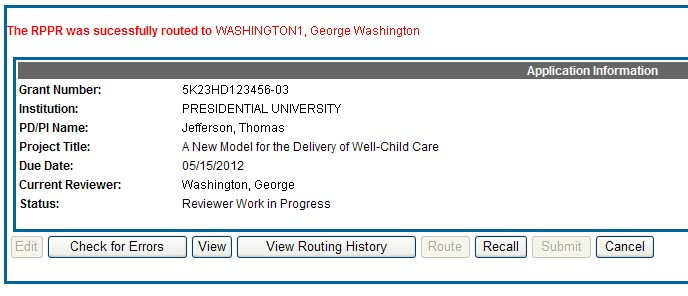 The RPPR was sucessfully routed to WASHINGTON1, George Washington
Application Information
Grant Number: 5K23HD123456-03
Institution: PRESIDENTIAL UNIVERSITY
PD/PI Name: Jefferson, Thomas
Project Title: A New Model for the Delivery of Well-Child Care
Due Date: 05/15/2012
Current Reviewer: Washington, George
Status: Reviewer Work in Progress
Edit Check for Errors View View Routing History Route Recall Submit Cancel